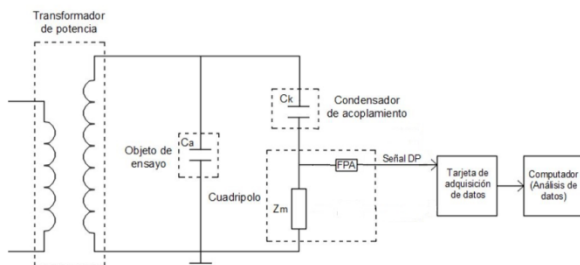 Transformador
de potencia
Ck
Condensador
de acoplamiento
Objeto de
ensayo
Ca
Cuadripolo
FPA
Señal DP
Zm
Tarjeta de
adquisición
de datos
Computador
(Análisis de
datos)